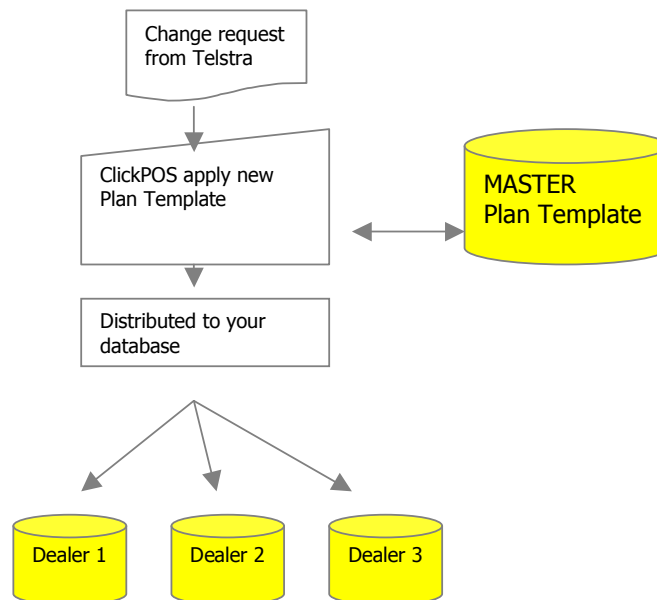 Change request
from Telstra
ClickPOS apply new
Plan Template
MASTER
Plan Template
Distributed to your
database
Dealer 1
Dealer 2
Dealer 3